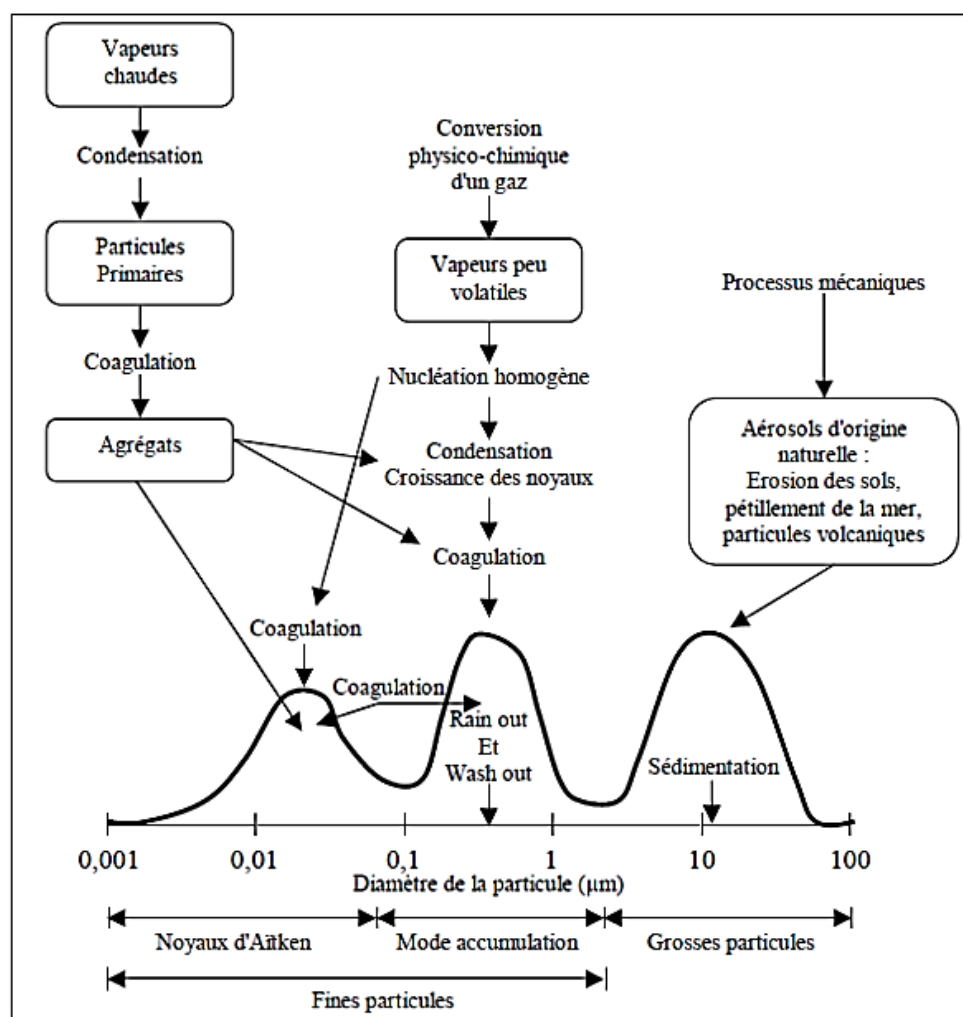 Vapeurs
chaudes
Condensation
Particules
Primaires
Coagulation
Agrégats
Conversion
physico-chimique
d'un gaz
Vapeurs peu
volatiles
Nucléation homogène
Condensation
Croissance des noyaux
Coagulation
Processus mécaniques
Aérosols d'origine
naturelle :
Erosion des sols,
pétillement de la mer,
particules volcaniques
Coagulation
Coagulation
Rain out
Et
Wash out
Sédimentation
0,001 0,01 0,1 1 10 100
Diamètre de la particule (µm)
Noyaux d'Aïtken Mode accumulation Grosses particules
Fines particules